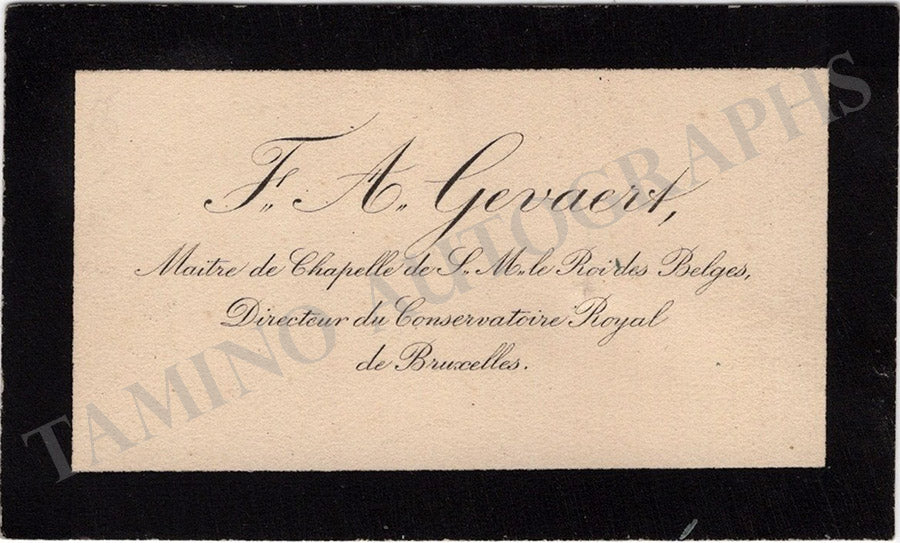 F. A. Gevaert,
Maitre de Chapelle de S. M. le Roi des Belges,
Directeur du Conservatoire Royal
de Bruxelles.
TAMINO AUTOGRAPHS